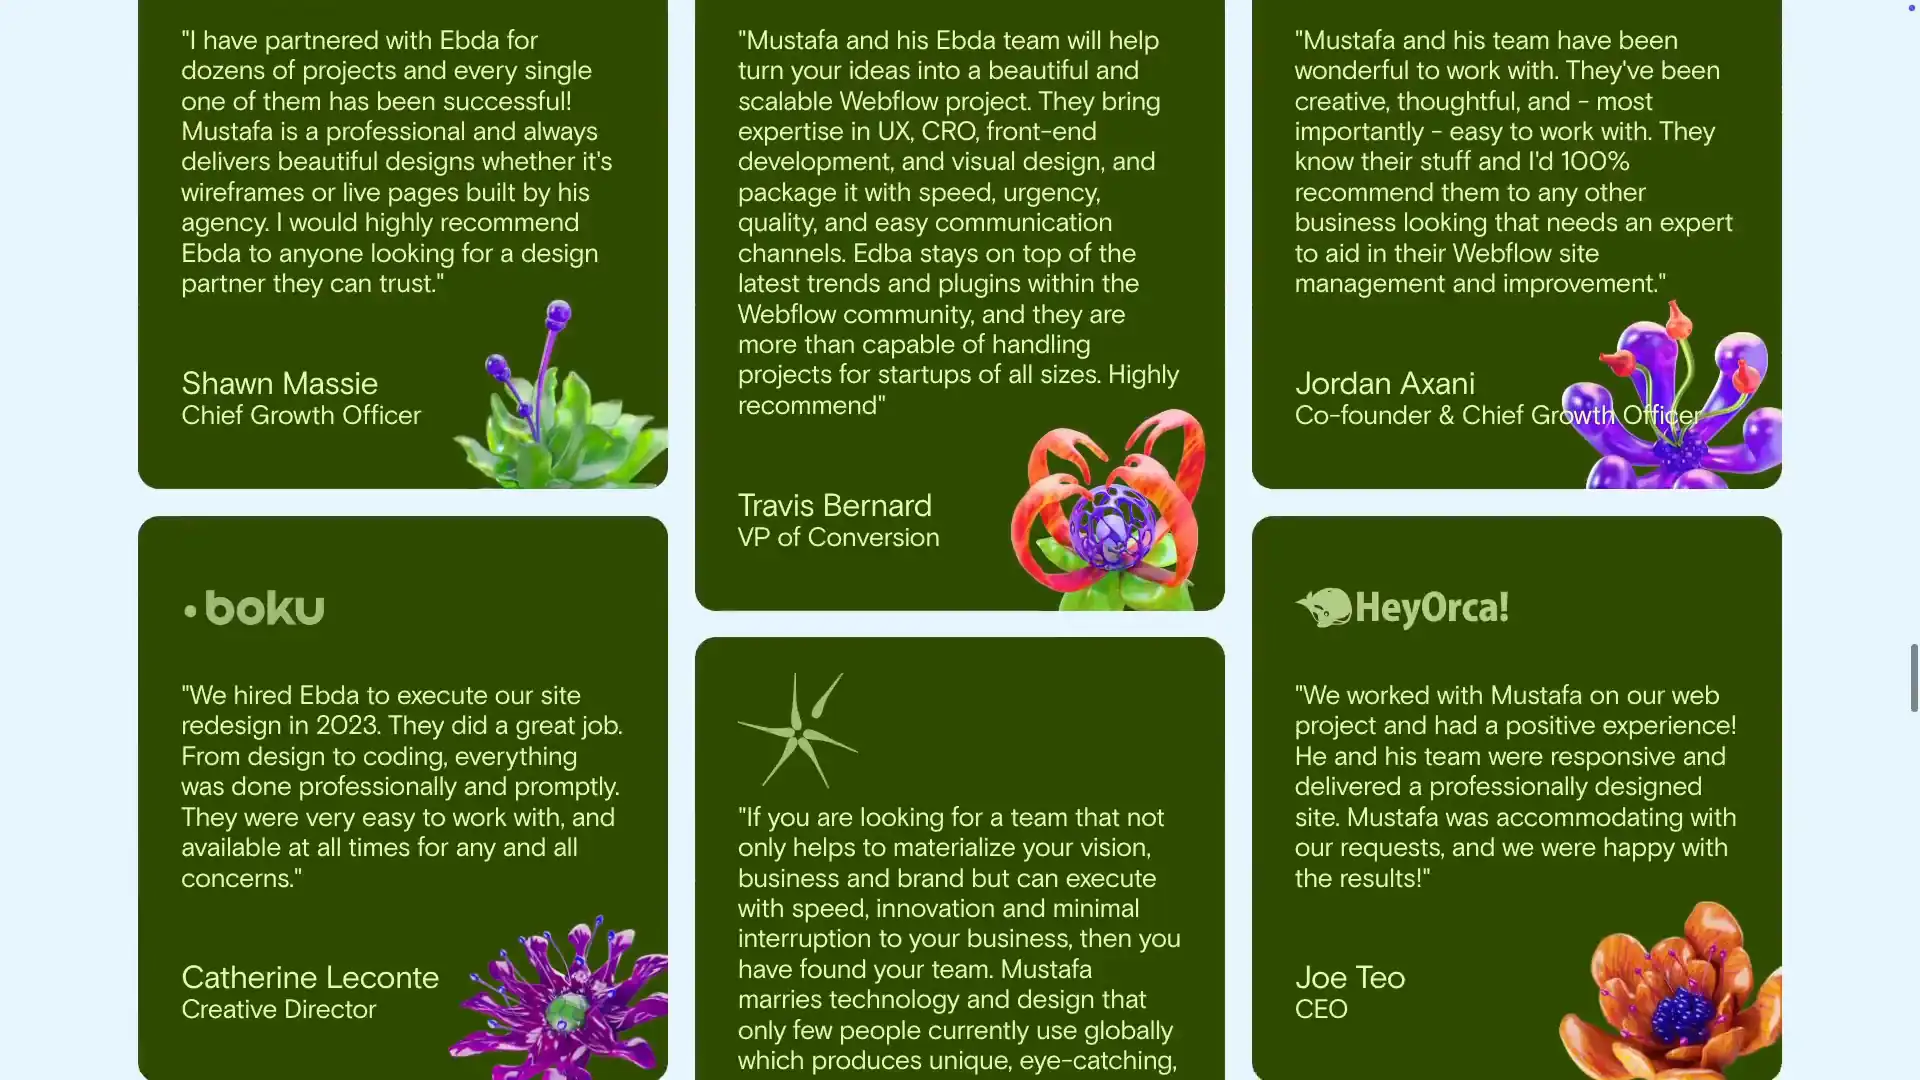 "I have partnered with Ebda for
dozens of projects and every single
one of them has been successful!
Mustafa is a professional and always
delivers beautiful designs whether it's
wireframes or live pages built by his
agency. I would highly recommend
Ebda to anyone looking for a design
partner they can trust."
Shawn Massie
Chief Growth Officer
boku
"We hired Ebda to execute our site
redesign in 2023. They did a great job.
From design to coding, everything
was done professionally and promptly.
They were very easy to work with, and
available at all times for any and all
concerns."
Catherine Leconte
Creative Director
"Mustafa and his Ebda team will help
turn your ideas into a beautiful and
scalable Webflow project. They bring
expertise in UX, CRO, front-end
development, and visual design, and
package it with speed, urgency,
quality, and easy communication
channels. Edba stays on top of the
latest trends and plugins within the
Webflow community, and they are
more than capable of handling
projects for startups of all sizes. Highly
recommend"
Travis Bernard
VP of Conversion
"If you are looking for a team that not
only helps to materialize your vision,
business and brand but can execute
with speed, innovation and minimal
interruption to your business, then you
have found your team. Mustafa
marries technology and design that
only few people currently use globally
which produces unique, eye-catching,
"Mustafa and his team have been
wonderful to work with. They've been
creative, thoughtful, and - most
importantly - easy to work with. They
know their stuff and I'd 100%
recommend them to any other
business looking that needs an expert
to aid in their Webflow site
management and improvement."
Jordan Axani
Co-founder & Chief Growth Officer
HeyOrca!
"We worked with Mustafa on our web
project and had a positive experience!
He and his team were responsive and
delivered a professionally designed
site. Mustafa was accommodating with
our requests, and we were happy with
the results!"
Joe Teo
CEO